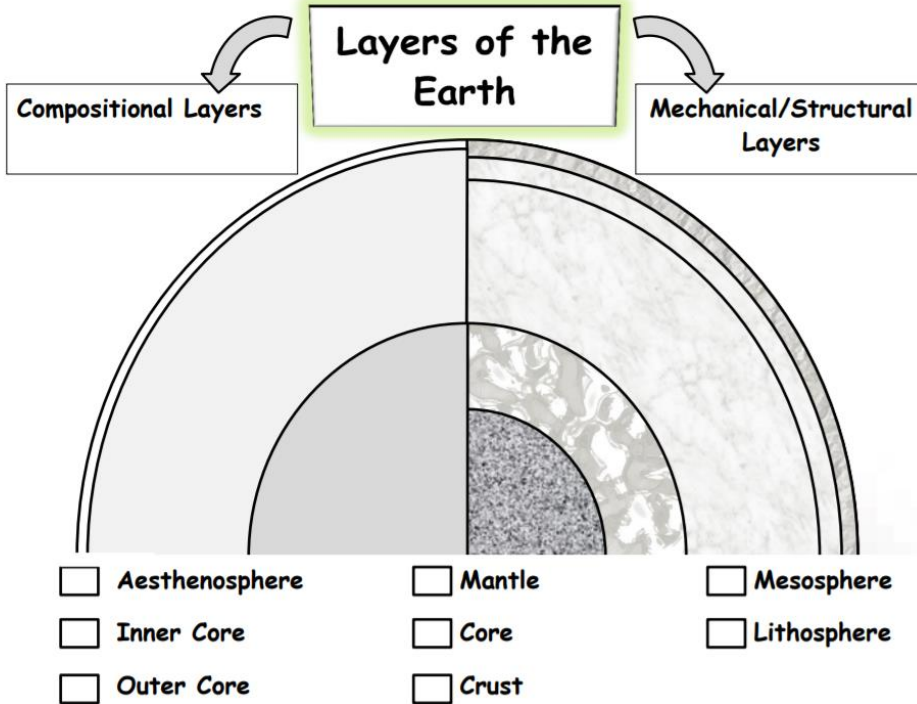 Layers of the
Earth
Compositional Layers
Mechanical/Structural
Layers
Aesthenosphere
Mantle
Mesosphere
Inner Core
Core
Lithosphere
Outer Core
Crust